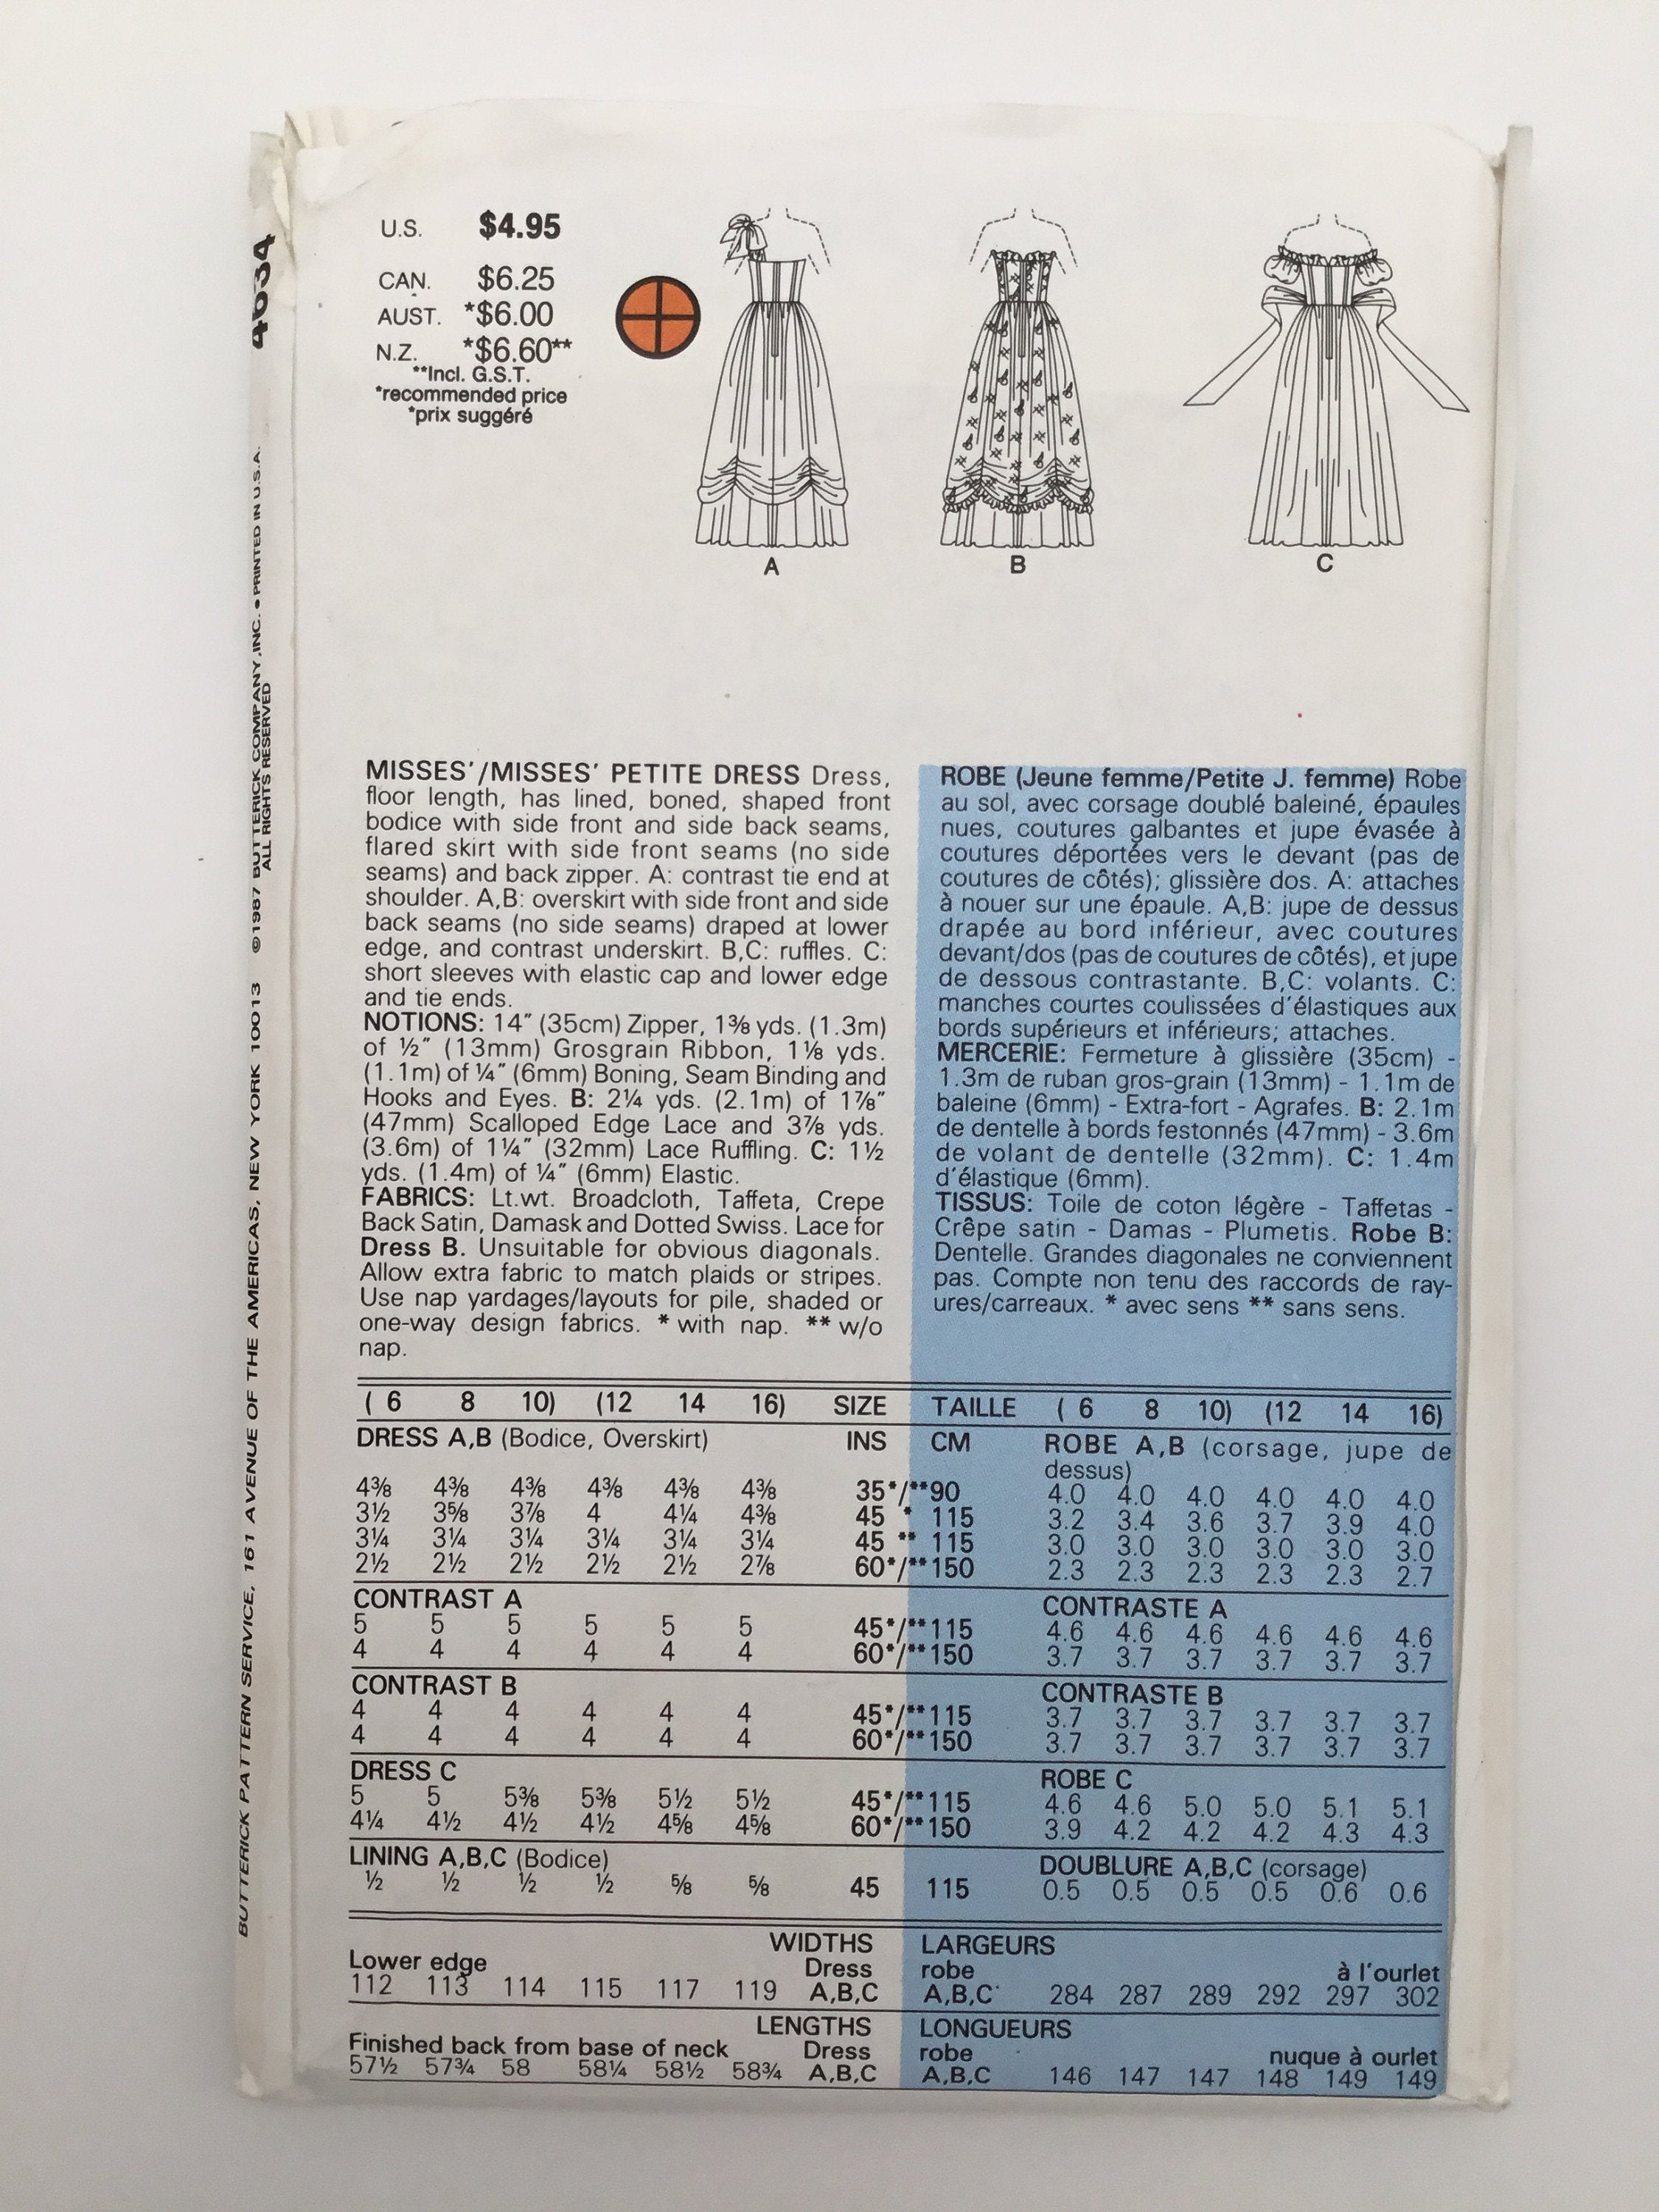 4634
BUTTERICK PATTERN SERVICE, 161 AVENUE OF THE AMERICAS, NEW YORK 10013 ©1987 BUTTERICK COMPANY, INC. • PRINTED IN U.S.A.
ALL RIGHTS RESERVED
U.S. $4.95
CAN. $6.25
AUST. *$6.00
N.Z. *$6.60**
**Incl. G.S.T.
*recommended price
*prix suggéré
A B C
MISSES'/MISSES' PETITE DRESS Dress,
floor length, has lined, boned, shaped front
bodice with side front and side back seams,
flared skirt with side front seams (no side
seams) and back zipper. A: contrast tie end at
shoulder. A,B: overskirt with side front and side
back seams (no side seams) draped at lower
edge, and contrast underskirt. B,C: ruffles. C:
short sleeves with elastic cap and lower edge
and tie ends.
NOTIONS: 14" (35cm) Zipper, 1⅜ yds. (1.3m)
of ½" (13mm) Grosgrain Ribbon, 1⅛ yds.
(1.1m) of ¼" (6mm) Boning, Seam Binding and
Hooks and Eyes. B: 2¼ yds. (2.1m) of 1⅞"
(47mm) Scalloped Edge Lace and 3⅞ yds.
(3.6m) of 1¼" (32mm) Lace Ruffling. C: 1½
yds. (1.4m) of ¼" (6mm) Elastic.
FABRICS: Lt.wt. Broadcloth, Taffeta, Crepe
Back Satin, Damask and Dotted Swiss. Lace for
Dress B. Unsuitable for obvious diagonals.
Allow extra fabric to match plaids or stripes.
Use nap yardages/layouts for pile, shaded or
one-way design fabrics. * with nap. ** w/o
nap.
ROBE (Jeune femme/Petite J. femme) Robe
au sol, avec corsage doublé baleiné, épaules
nues, coutures galbantes et jupe évasée à
coutures déportées vers le devant (pas de
coutures de côtés); glissière dos. A: attaches
à nouer sur une épaule. A,B: jupe de dessus
drapée au bord inférieur, avec coutures
devant/dos (pas de coutures de côtés), et jupe
de dessous contrastante. B,C: volants. C:
manches courtes coulissées d'élastiques aux
bords supérieurs et inférieurs; attaches.
MERCERIE: Fermeture à glissière (35cm) -
1.3m de ruban gros-grain (13mm) - 1.1m de
baleine (6mm) - Extra-fort - Agrafes. B: 2.1m
de dentelle à bords festonnés (47mm) - 3.6m
de volant de dentelle (32mm). C: 1.4m
d'élastique (6mm).
TISSUS: Toile de coton légère - Taffetas -
Crêpe satin - Damas - Plumetis. Robe B:
Dentelle. Grandes diagonales ne conviennent
pas. Compte non tenu des raccords de ray-
ures/carreaux. * avec sens ** sans sens.
( 6 8 10) (12 14 16) SIZE TAILLE ( 6 8 10) (12 14 16)
DRESS A,B (Bodice, Overskirt) INS CM ROBE A,B (corsage, jupe de
dessus)
4⅜ 4⅜ 4⅜ 4⅜ 4⅜ 4⅜ 35*/**90 4.0 4.0 4.0 4.0 4.0 4.0
3½ 3⅝ 3⅞ 4 4¼ 4⅜ 45 * 115 3.2 3.4 3.6 3.7 3.9 4.0
3¼ 3¼ 3¼ 3¼ 3¼ 3¼ 45 ** 115 3.0 3.0 3.0 3.0 3.0 3.0
2½ 2½ 2½ 2½ 2½ 2⅞ 60*/**150 2.3 2.3 2.3 2.3 2.3 2.7
CONTRAST A CONTRASTE A
5 5 5 5 5 5 45*/**115 4.6 4.6 4.6 4.6 4.6 4.6
4 4 4 4 4 4 60*/**150 3.7 3.7 3.7 3.7 3.7 3.7
CONTRAST B CONTRASTE B
4 4 4 4 4 4 45*/**115 3.7 3.7 3.7 3.7 3.7 3.7
4 4 4 4 4 4 60*/**150 3.7 3.7 3.7 3.7 3.7 3.7
DRESS C ROBE C
5 5 5⅜ 5⅜ 5½ 5½ 45*/**115 4.6 4.6 5.0 5.0 5.1 5.1
4¼ 4½ 4½ 4½ 4⅝ 4⅝ 60*/**150 3.9 4.2 4.2 4.2 4.3 4.3
LINING A,B,C (Bodice) DOUBLURE A,B,C (corsage)
½ ½ ½ ½ ⅝ ⅝ 45 115 0.5 0.5 0.5 0.5 0.6 0.6
WIDTHS LARGEURS
Lower edge Dress robe à l'ourlet
112 113 114 115 117 119 A,B,C A,B,C 284 287 289 292 297 302
LENGTHS LONGUEURS
Finished back from base of neck Dress robe nuque à ourlet
57½ 57¾ 58 58¼ 58½ 58¾ A,B,C A,B,C 146 147 147 148 149 149